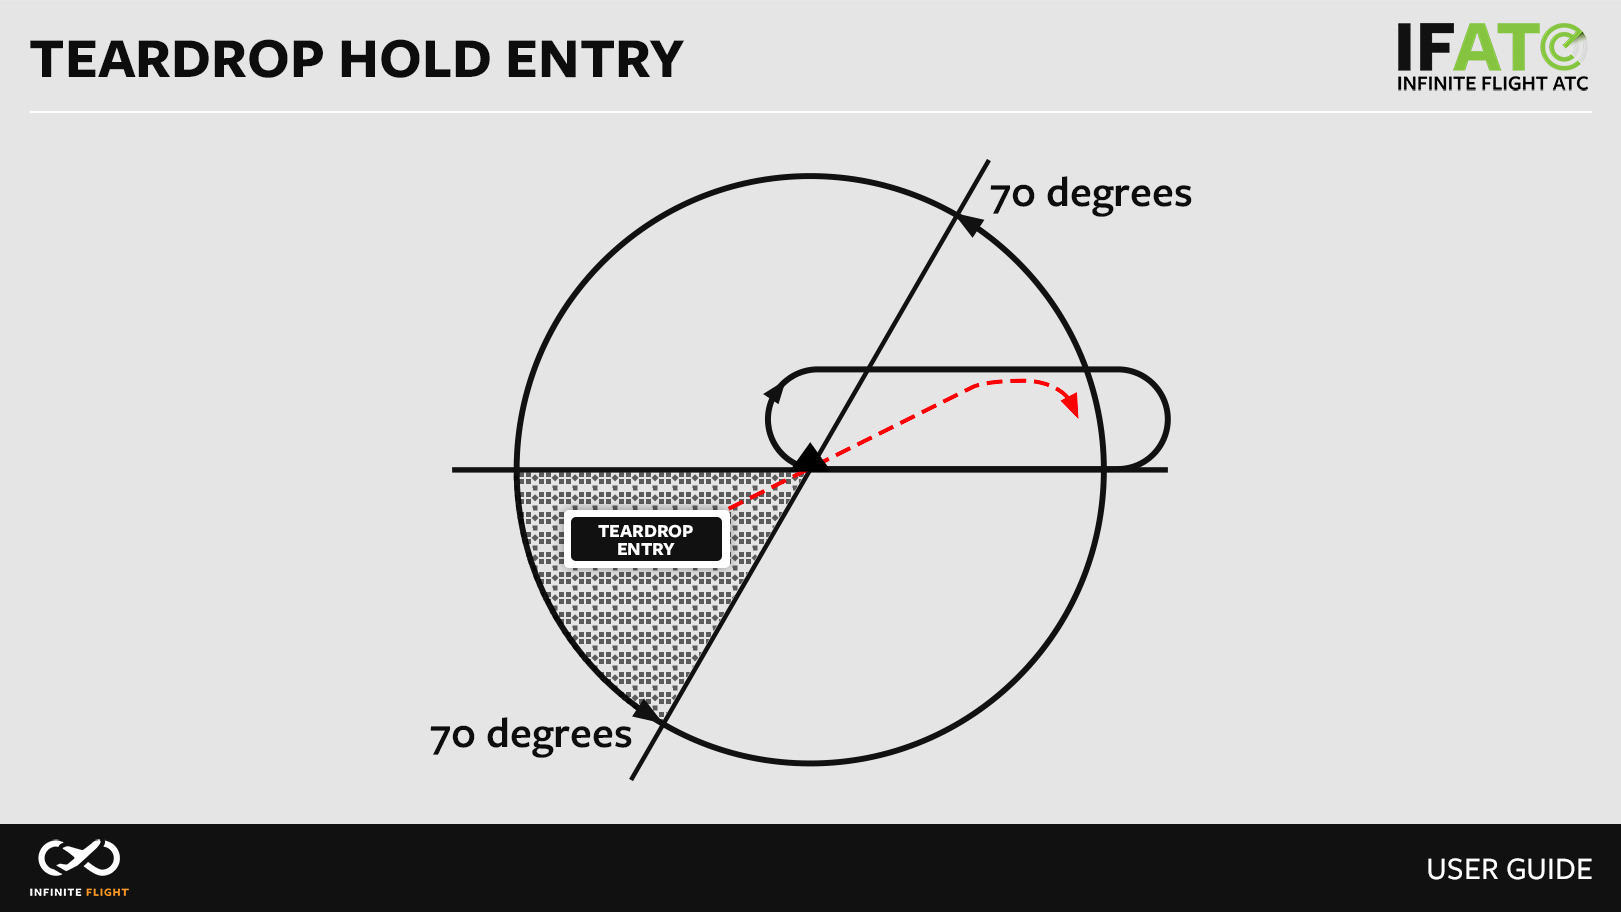 TEARDROP HOLD ENTRY
IFATC
INFINITE FLIGHT ATC
70 degrees
TEARDROP
ENTRY
70 degrees
INFINITE FLIGHT
USER GUIDE